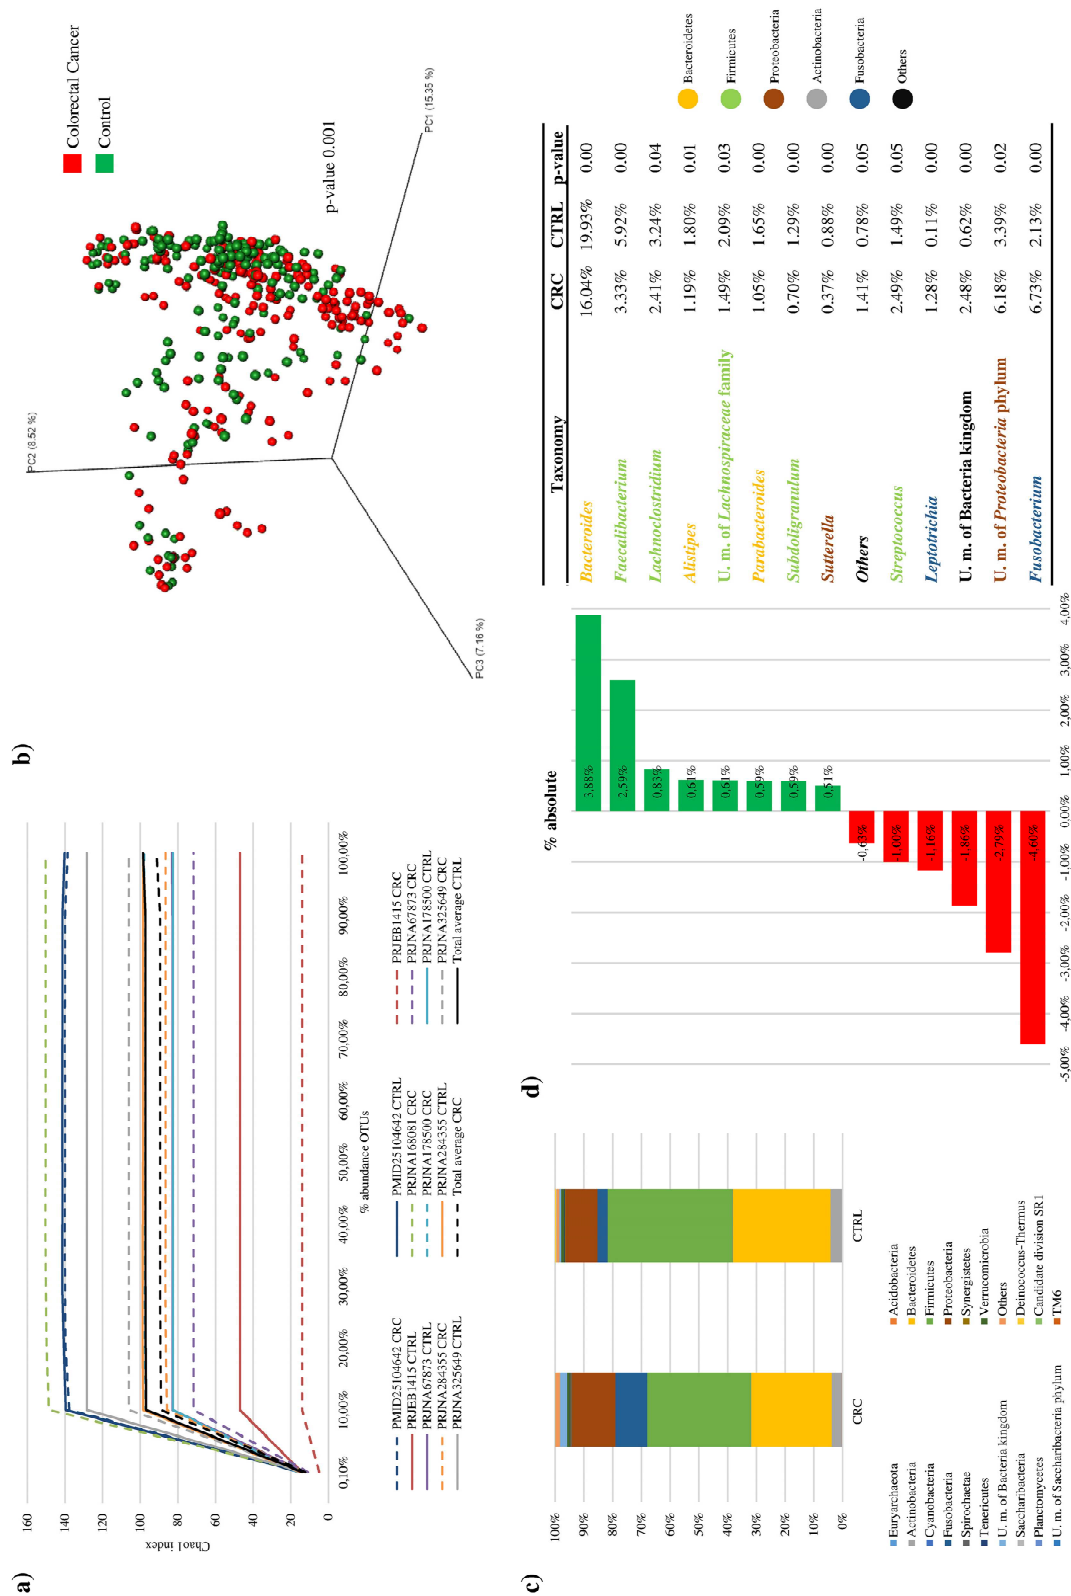 a)
160
140
120
100
80
60
40
20
0
Chao1 index
0,10%
10,00%
20,00%
30,00%
40,00%
50,00%
60,00%
70,00%
80,00%
90,00%
100,00%
% abundance OTUs
PMID25104642 CRC
PMID25104642 CTRL
PRJEB1415 CRC
PRJEB1415 CTRL
PRJNA168081 CRC
PRJNA67873 CRC
PRJNA67873 CTRL
PRJNA178500 CRC
PRJNA178500 CTRL
PRJNA284355 CRC
PRJNA284355 CTRL
PRJNA325649 CRC
PRJNA325649 CTRL
Total average CRC
Total average CTRL
b)
Colorectal Cancer
Control
PC2 (8.52 %)
p-value 0.001
PC1 (15.35 %)
PC3 (7.16 %)
c)
100%
90%
80%
70%
60%
50%
40%
30%
20%
10%
0%
CRC
CTRL
Euryarchaeota
Acidobacteria
Actinobacteria
Bacteroidetes
Cyanobacteria
Firmicutes
Fusobacteria
Proteobacteria
Spirochaetae
Synergistetes
Tenericutes
Verrucomicrobia
U. m. of Bacteria kingdom
Others
Saccharibacteria
Deinococcus-Thermus
Planctomycetes
Candidate division SR1
U. m. of Saccharibacteria phylum
TM6
d)
% absolute
3,88%
2,59%
0,83%
0,61%
0,61%
0,59%
0,59%
0,51%
-0,63%
-1,00%
-1,16%
-1,86%
-2,79%
-4,60%
-5,00%
-4,00%
-3,00%
-2,00%
-1,00%
0,00%
1,00%
2,00%
3,00%
4,00%
Taxonomy CRC CTRL p-value
Bacteroides 16.04% 19.93% 0.00
Faecalibacterium 3.33% 5.92% 0.00
Lachnoclostridium 2.41% 3.24% 0.04
Alistipes 1.19% 1.80% 0.01
U. m. of Lachnospiraceae family 1.49% 2.09% 0.03
Parabacteroides 1.05% 1.65% 0.00
Subdoligranulum 0.70% 1.29% 0.00
Sutterella 0.37% 0.88% 0.00
Others 1.41% 0.78% 0.05
Streptococcus 2.49% 1.49% 0.05
Leptotrichia 1.28% 0.11% 0.00
U. m. of Bacteria kingdom 2.48% 0.62% 0.00
U. m. of Proteobacteria phylum 6.18% 3.39% 0.02
Fusobacterium 6.73% 2.13% 0.00
Bacteroidetes
Firmicutes
Proteobacteria
Actinobacteria
Fusobacteria
Others